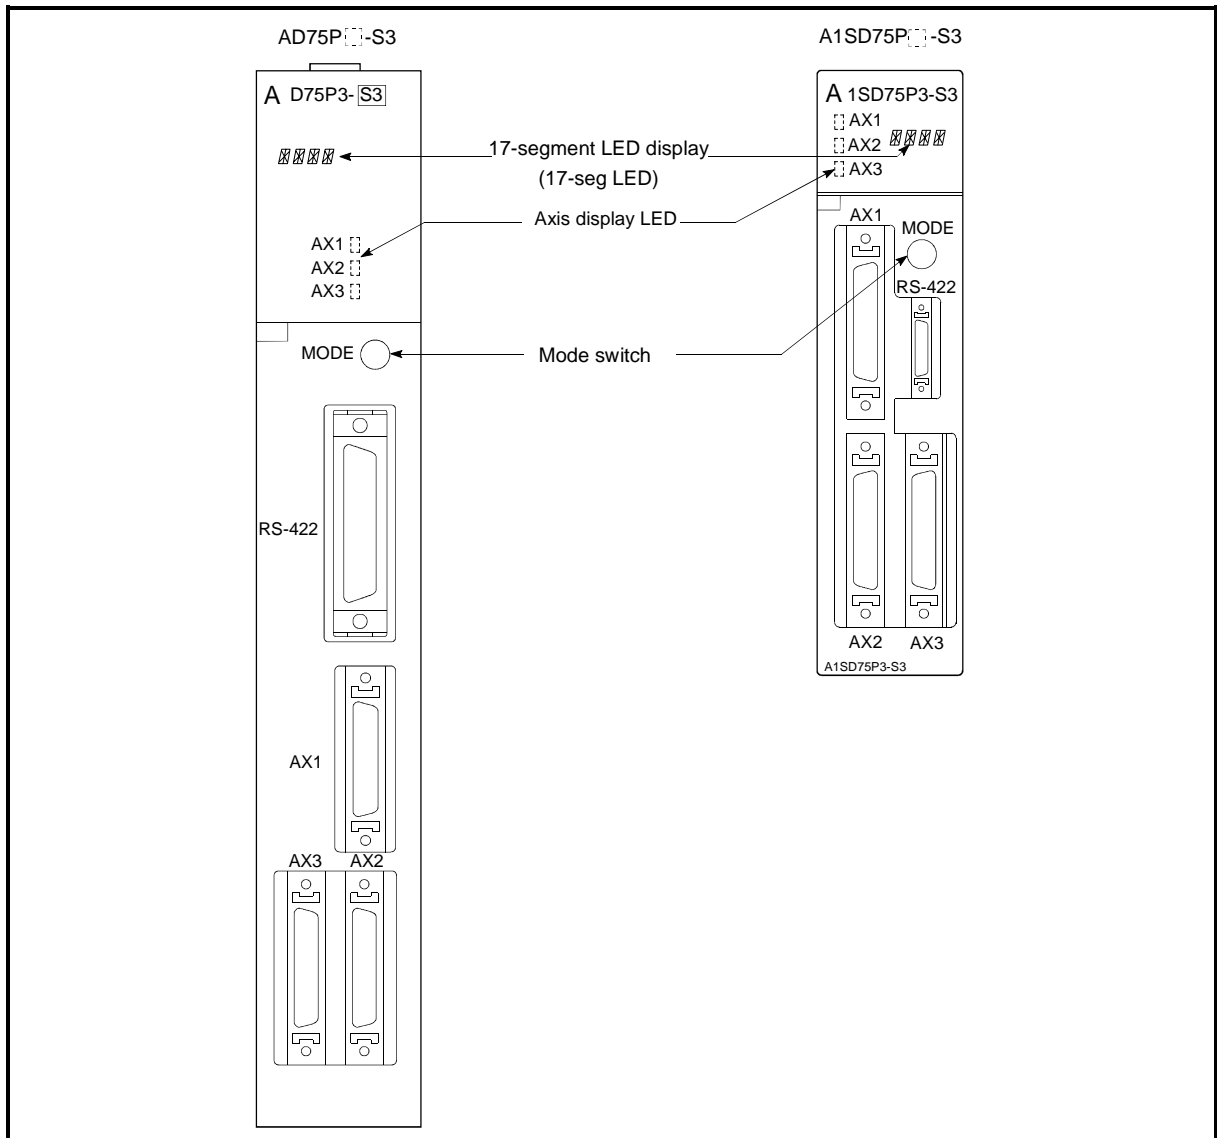 AD75P -S3
A D75P3- S3
AX1
AX2
AX3
MODE
RS-422
AX1
AX3 AX2
17-segment LED display
(17-seg LED)
Axis display LED
Mode switch
A1SD75P -S3
A 1SD75P3-S3
AX1
AX2
AX3
AX1
MODE
RS-422
AX2 AX3
A1SD75P3-S3